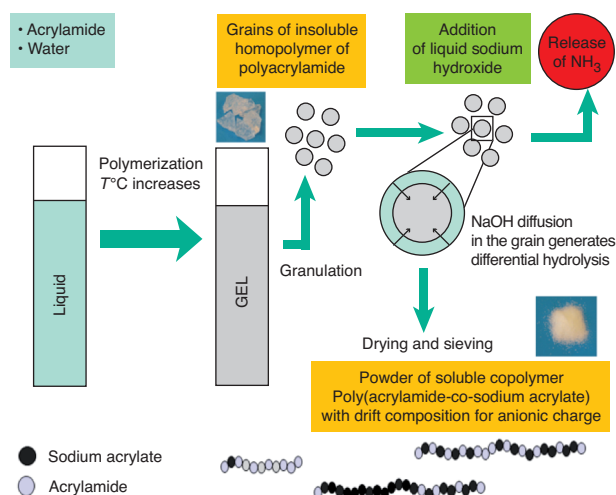 • Acrylamide
• Water
Grains of insoluble
homopolymer of
polyacrylamide
Addition
of liquid sodium
hydroxide
Release
of NH3
Polymerization
T°C increases
Liquid
GEL
Granulation
NaOH diffusion
in the grain generates
differential hydrolysis
Drying and sieving
Powder of soluble copolymer
Poly(acrylamide-co-sodium acrylate)
with drift composition for anionic charge
Sodium acrylate
Acrylamide